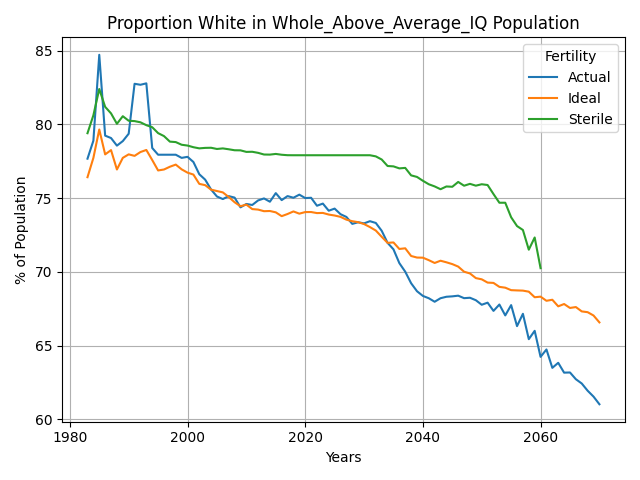 Proportion White in Whole_Above_Average_IQ Population
Fertility
Actual
Ideal
Sterile
% of Population
85
80
75
70
65
60
1980
2000
2020
2040
2060
Years